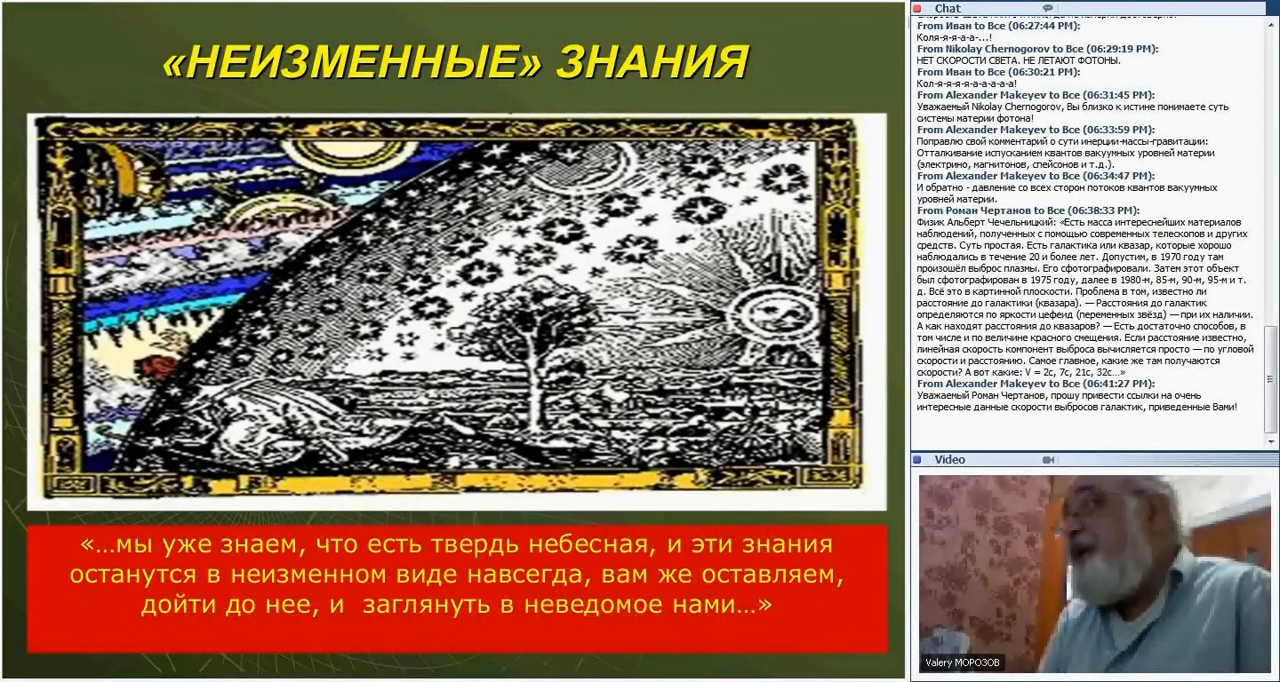 «НЕИЗМЕННЫЕ» ЗНАНИЯ
«…мы уже знаем, что есть твердь небесная, и эти знания
останутся в неизменном виде навсегда, вам же оставляем,
дойти до нее, и заглянуть в неведомое нами…»
Chat
From Иван to Все (06:27:44 PM):
Коля-я-я-а-а-...!
From Nikolay Chernogorov to Все (06:29:19 PM):
НЕТ СКОРОСТИ СВЕТА. НЕ ЛЕТАЮТ ФОТОНЫ.
From Иван to Все (06:30:21 PM):
Кол-я-я-я-я-а-а-а-а-а!
From Alexander Makeyev to Все (06:31:45 PM):
Уважаемый Nikolay Chernogorov, Вы близко к истине понимаете суть
системы материи фотона!
From Alexander Makeyev to Все (06:33:59 PM):
Поправлю свой комментарий о сути инерции-массы-гравитации:
Отталкивание испусканием квантов вакуумных уровней материи
(электрино, магнитонов, спейсонов и т.д.).
From Alexander Makeyev to Все (06:34:47 PM):
И обратно - давление со всех сторон потоков квантов вакуумных
уровней материи.
From Роман Чертанов to Все (06:38:33 PM):
Физик Альберт Чечельницкий: «Есть масса интереснейших материалов
наблюдений, полученных с помощью современных телескопов и других
средств. Суть простая. Есть галактика или квазар, которые хорошо
наблюдались в течение 20 и более лет. Допустим, в 1970 году там
произошёл выброс плазмы. Его сфотографировали. Затем этот объект
был сфотографирован в 1975 году, далее в 1980-м, 85-м, 90-м, 95-м и т.
д. Всё это в картинной плоскости. Проблема в том, известно ли
расстояние до галактики (квазара). — Расстояния до галактик
определяются по яркости цефеид (переменных звёзд) — при их наличии.
А как находят расстояния до квазаров? — Есть достаточно способов, в
том числе и по величине красного смещения. Если расстояние известно,
линейная скорость компонент выброса вычисляется просто — по угловой
скорости и расстоянию. Самое главное, какие же там получаются
скорости? А вот какие: V = 2c, 7c, 21c, 32c…»
From Alexander Makeyev to Все (06:41:27 PM):
Уважаемый Роман Чертанов, прошу привести ссылки на очень
интересные данные скорости выбросов галактик, приведенные Вами!
Video
Valery МОРОЗОВ